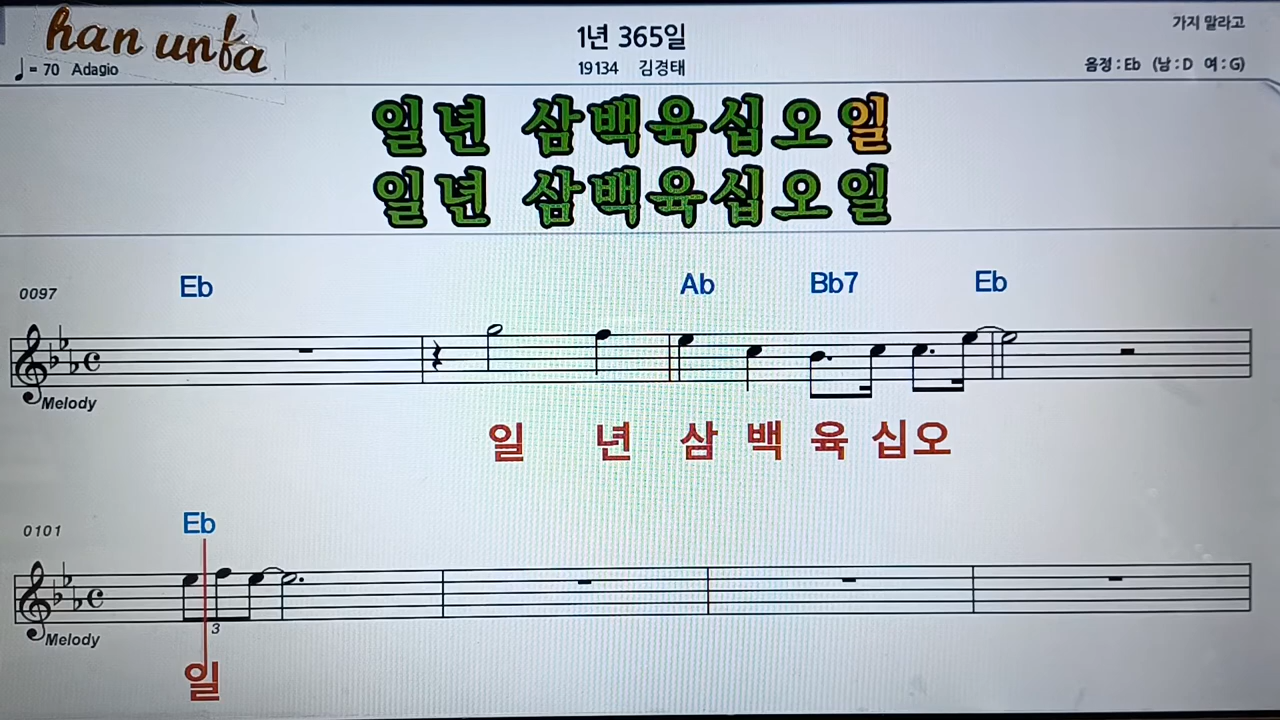 han unfa
1년 365일
가지 말라고
♩= 70 Adagio
19134 김경태
음정 : Eb (남 : D 여 : G)
일년 삼백육십오일
일년 삼백육십오일
0097 Eb Ab Bb7 Eb
Melody
일 년 삼 백 육 십오
0101 Eb
3
Melody
일